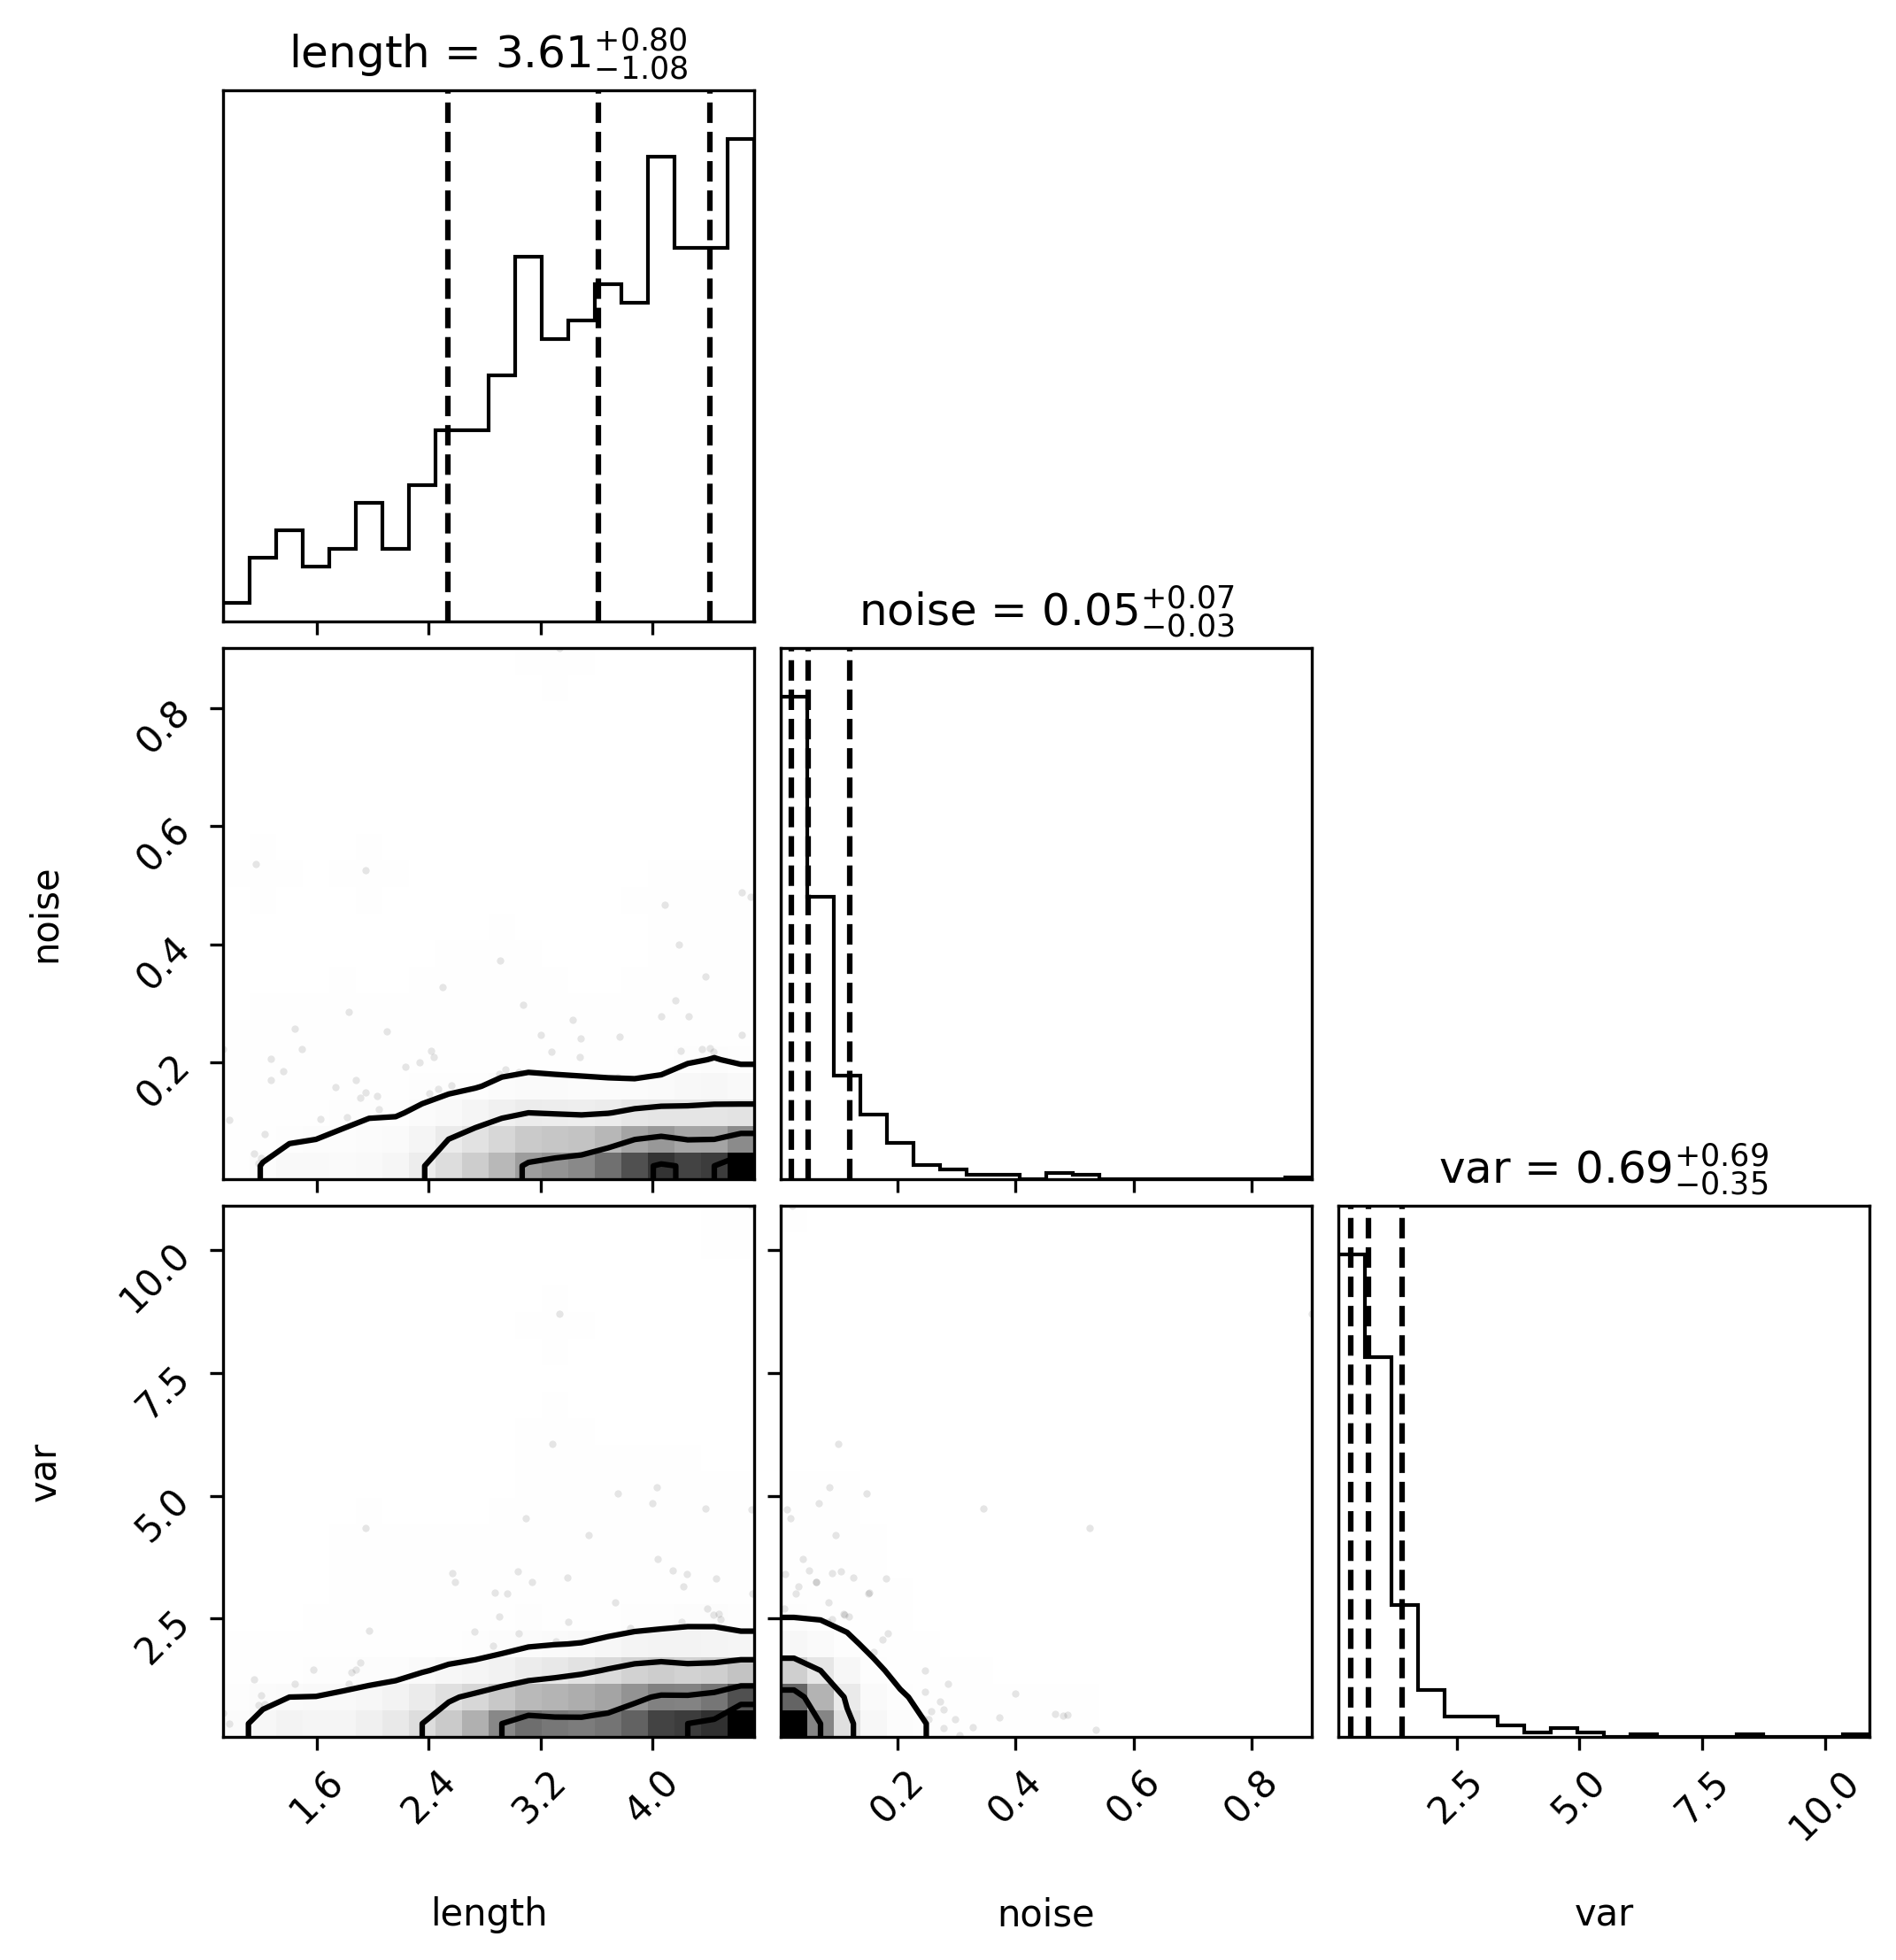 length = 3.61 +0.80 −1.08
noise = 0.05 +0.07 −0.03
0.8
0.6
0.4
0.2
noise
var = 0.69 +0.69 −0.35
10.0
7.5
5.0
2.5
var
1.6 2.4 3.2 4.0 0.2 0.4 0.6 0.8 2.5 5.0 7.5 10.0
length noise var